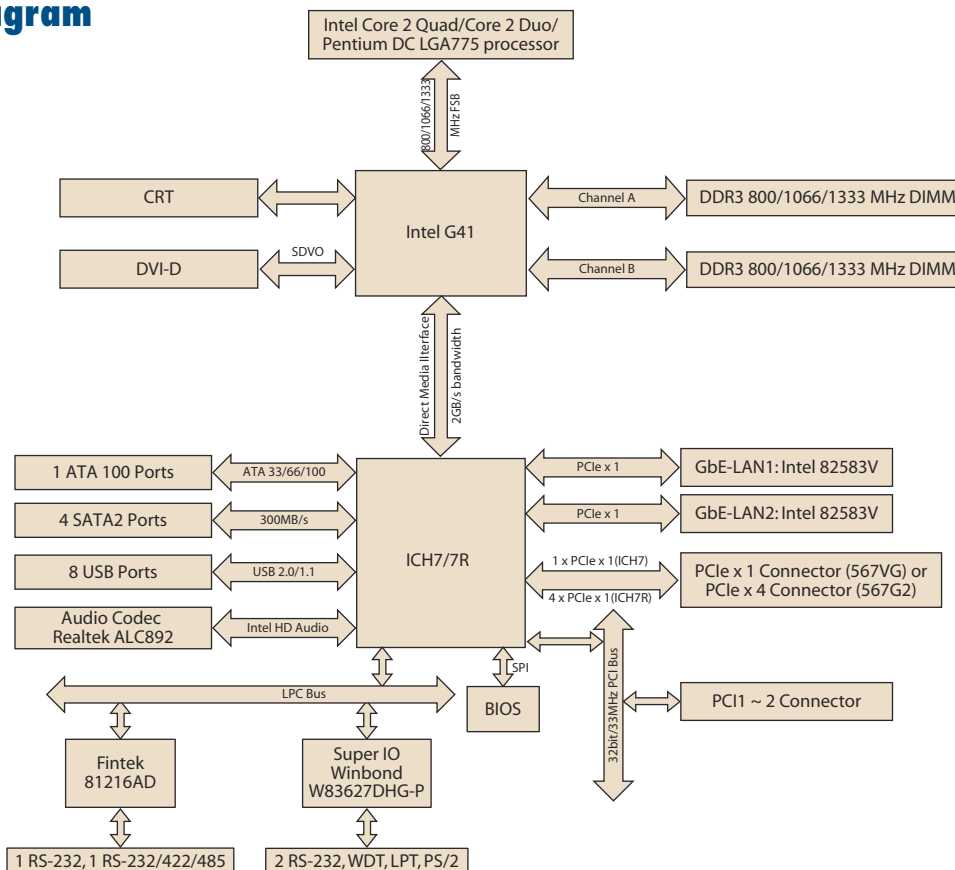 agram
Intel Core 2 Quad/Core 2 Duo/
Pentium DC LGA775 processor
800/1066/1333
MHz FSB
CRT
Intel G41
Channel A
DDR3 800/1066/1333 MHz DIMM
DVI-D
SDVO
Channel B
DDR3 800/1066/1333 MHz DIMM
Direct Media IIterface
2GB/s bandwidth
1 ATA 100 Ports
ATA 33/66/100
PCIe x 1
GbE-LAN1: Intel 82583V
4 SATA2 Ports
300MB/s
PCIe x 1
GbE-LAN2: Intel 82583V
ICH7/7R
8 USB Ports
USB 2.0/1.1
1 x PCIe x 1(ICH7)
4 x PCIe x 1(ICH7R)
PCIe x 1 Connector (567VG) or
PCIe x 4 Connector (567G2)
Audio Codec
Realtek ALC892
Intel HD Audio
SPI
LPC Bus
BIOS
32bit/33MHz PCI Bus
PCI1 ~ 2 Connector
Fintek
81216AD
Super IO
Winbond
W83627DHG-P
1 RS-232, 1 RS-232/422/485
2 RS-232, WDT, LPT, PS/2